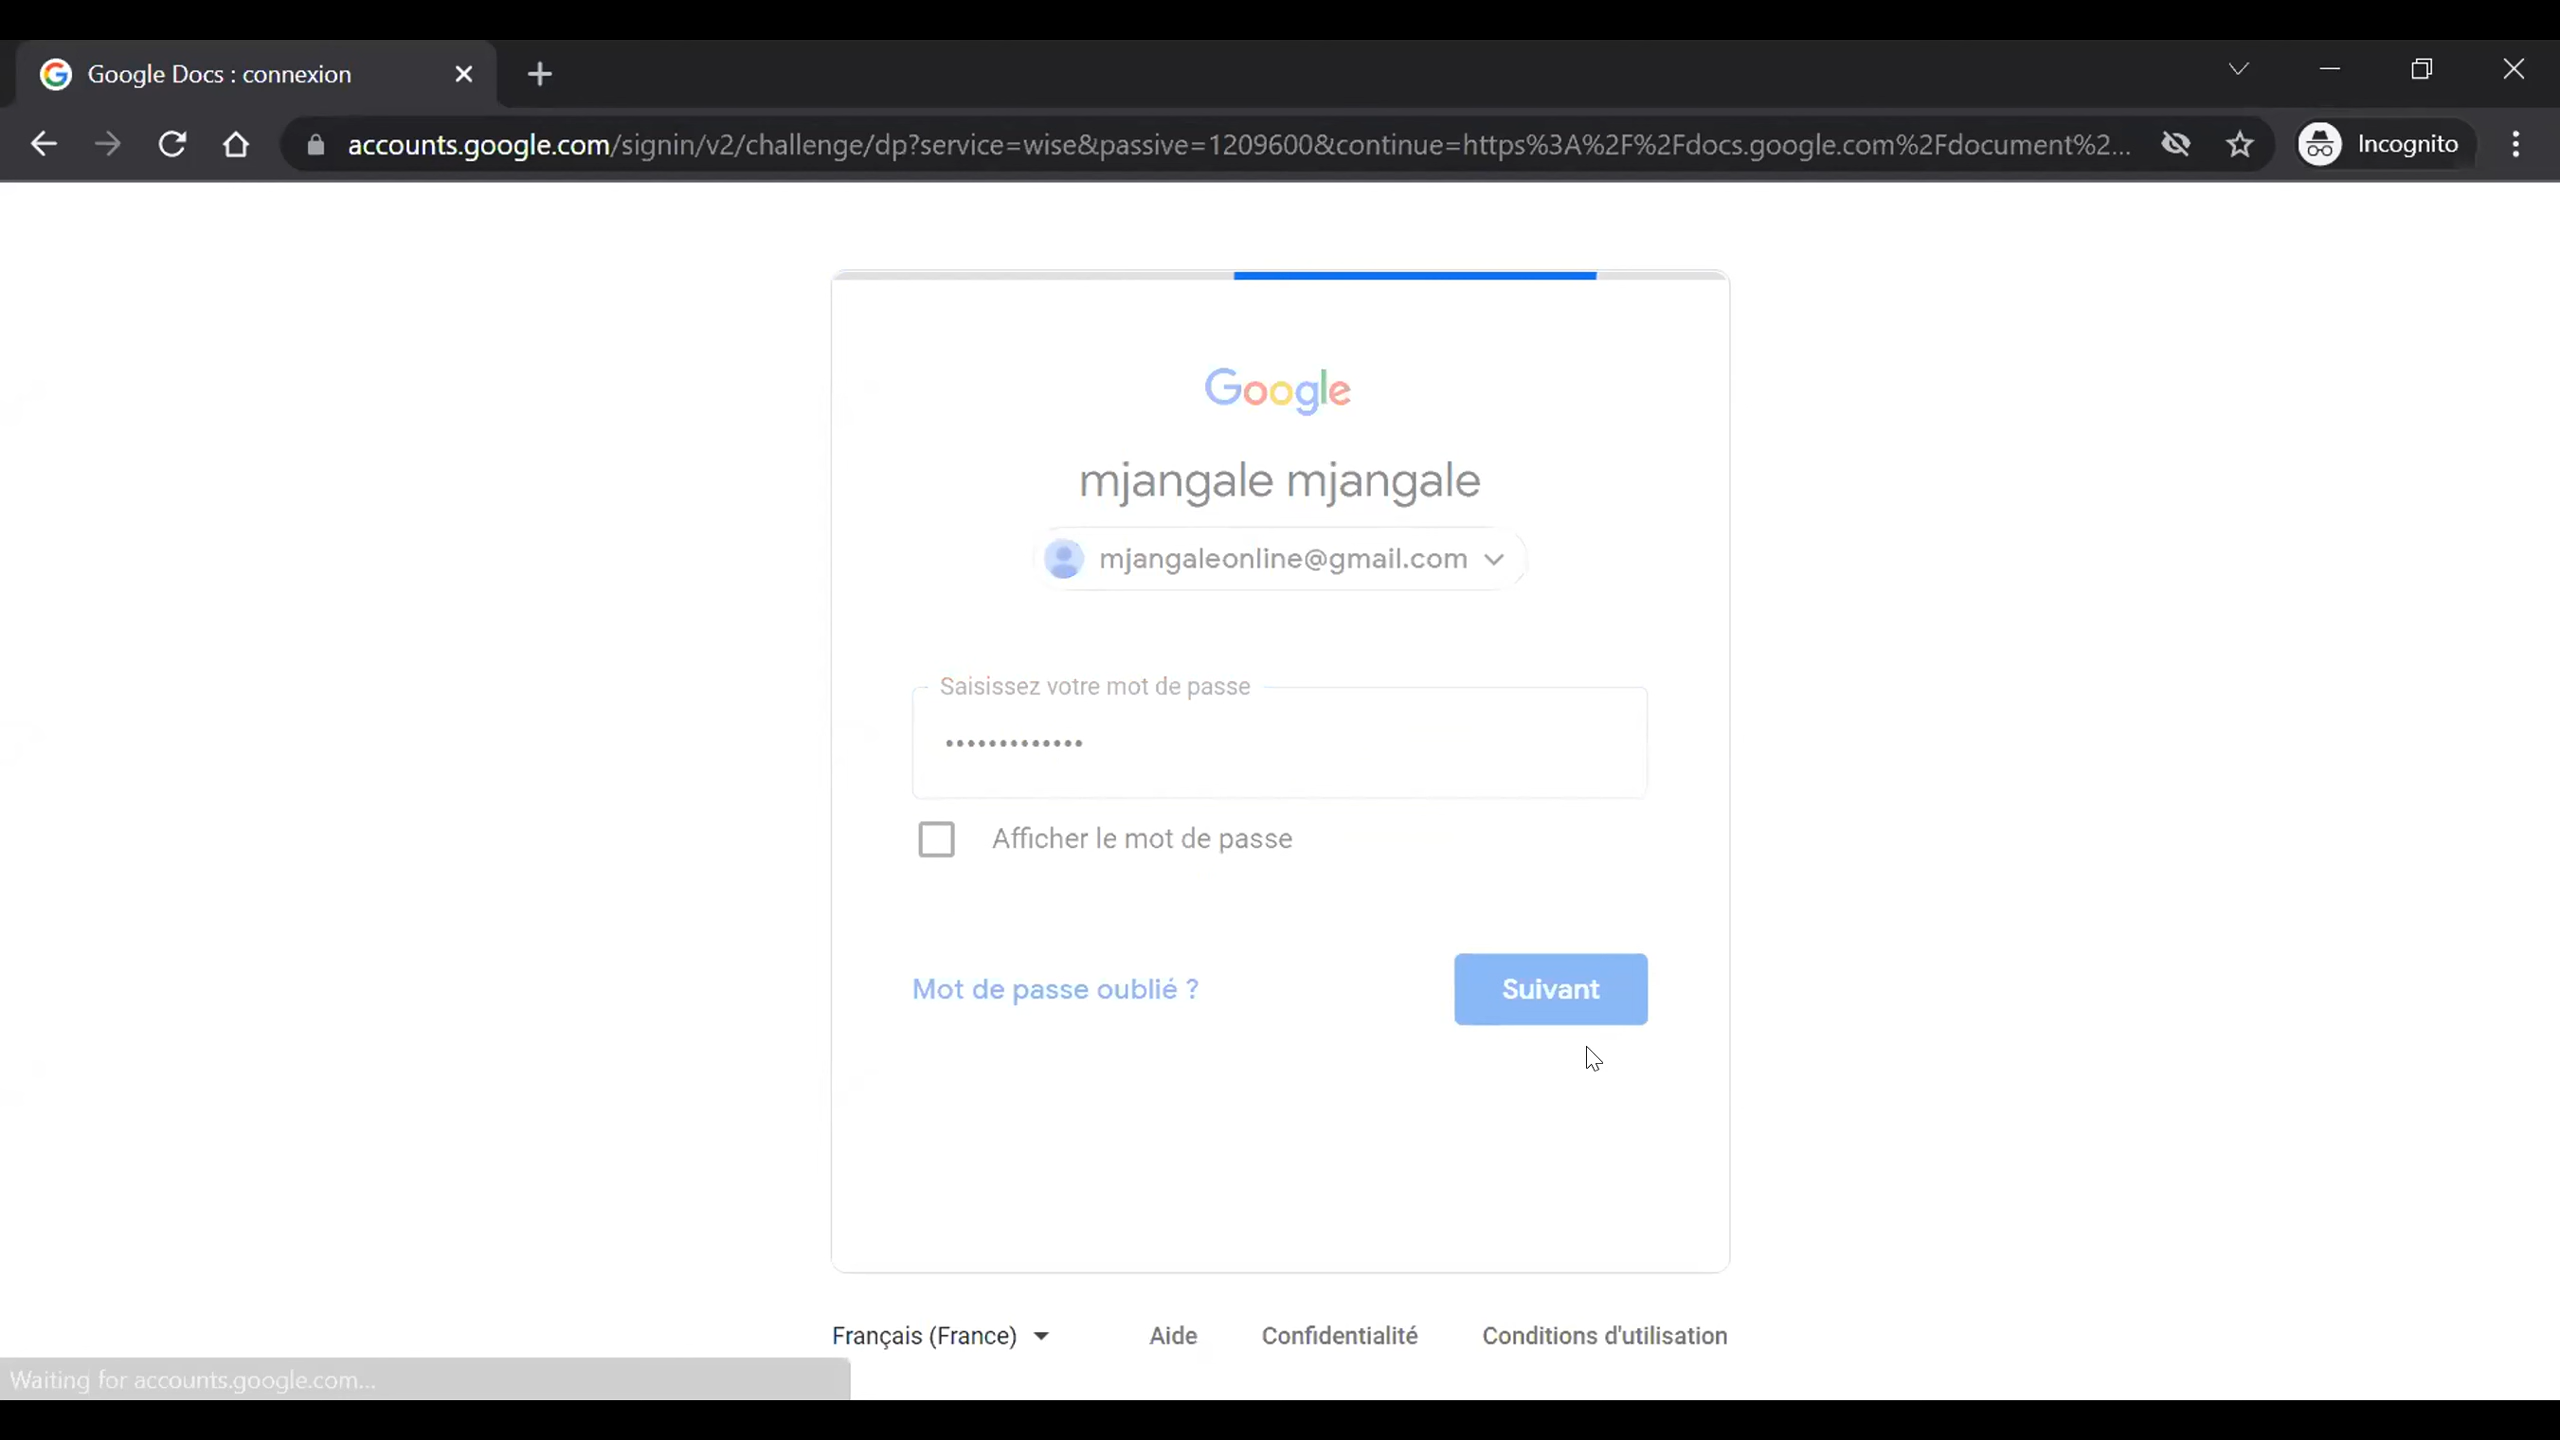 Google Docs : connexion
accounts.google.com/signin/v2/challenge/dp?service=wise&passive=1209600&continue=https%3A%2F%2Fdocs.google.com%2Fdocument%2...
Incognito
Google
mjangale mjangale
mjangaleonline@gmail.com
Saisissez votre mot de passe
•••••••••••••
Afficher le mot de passe
Mot de passe oublié ?
Suivant
Français (France)
Aide
Confidentialité
Conditions d'utilisation
Waiting for accounts.google.com...